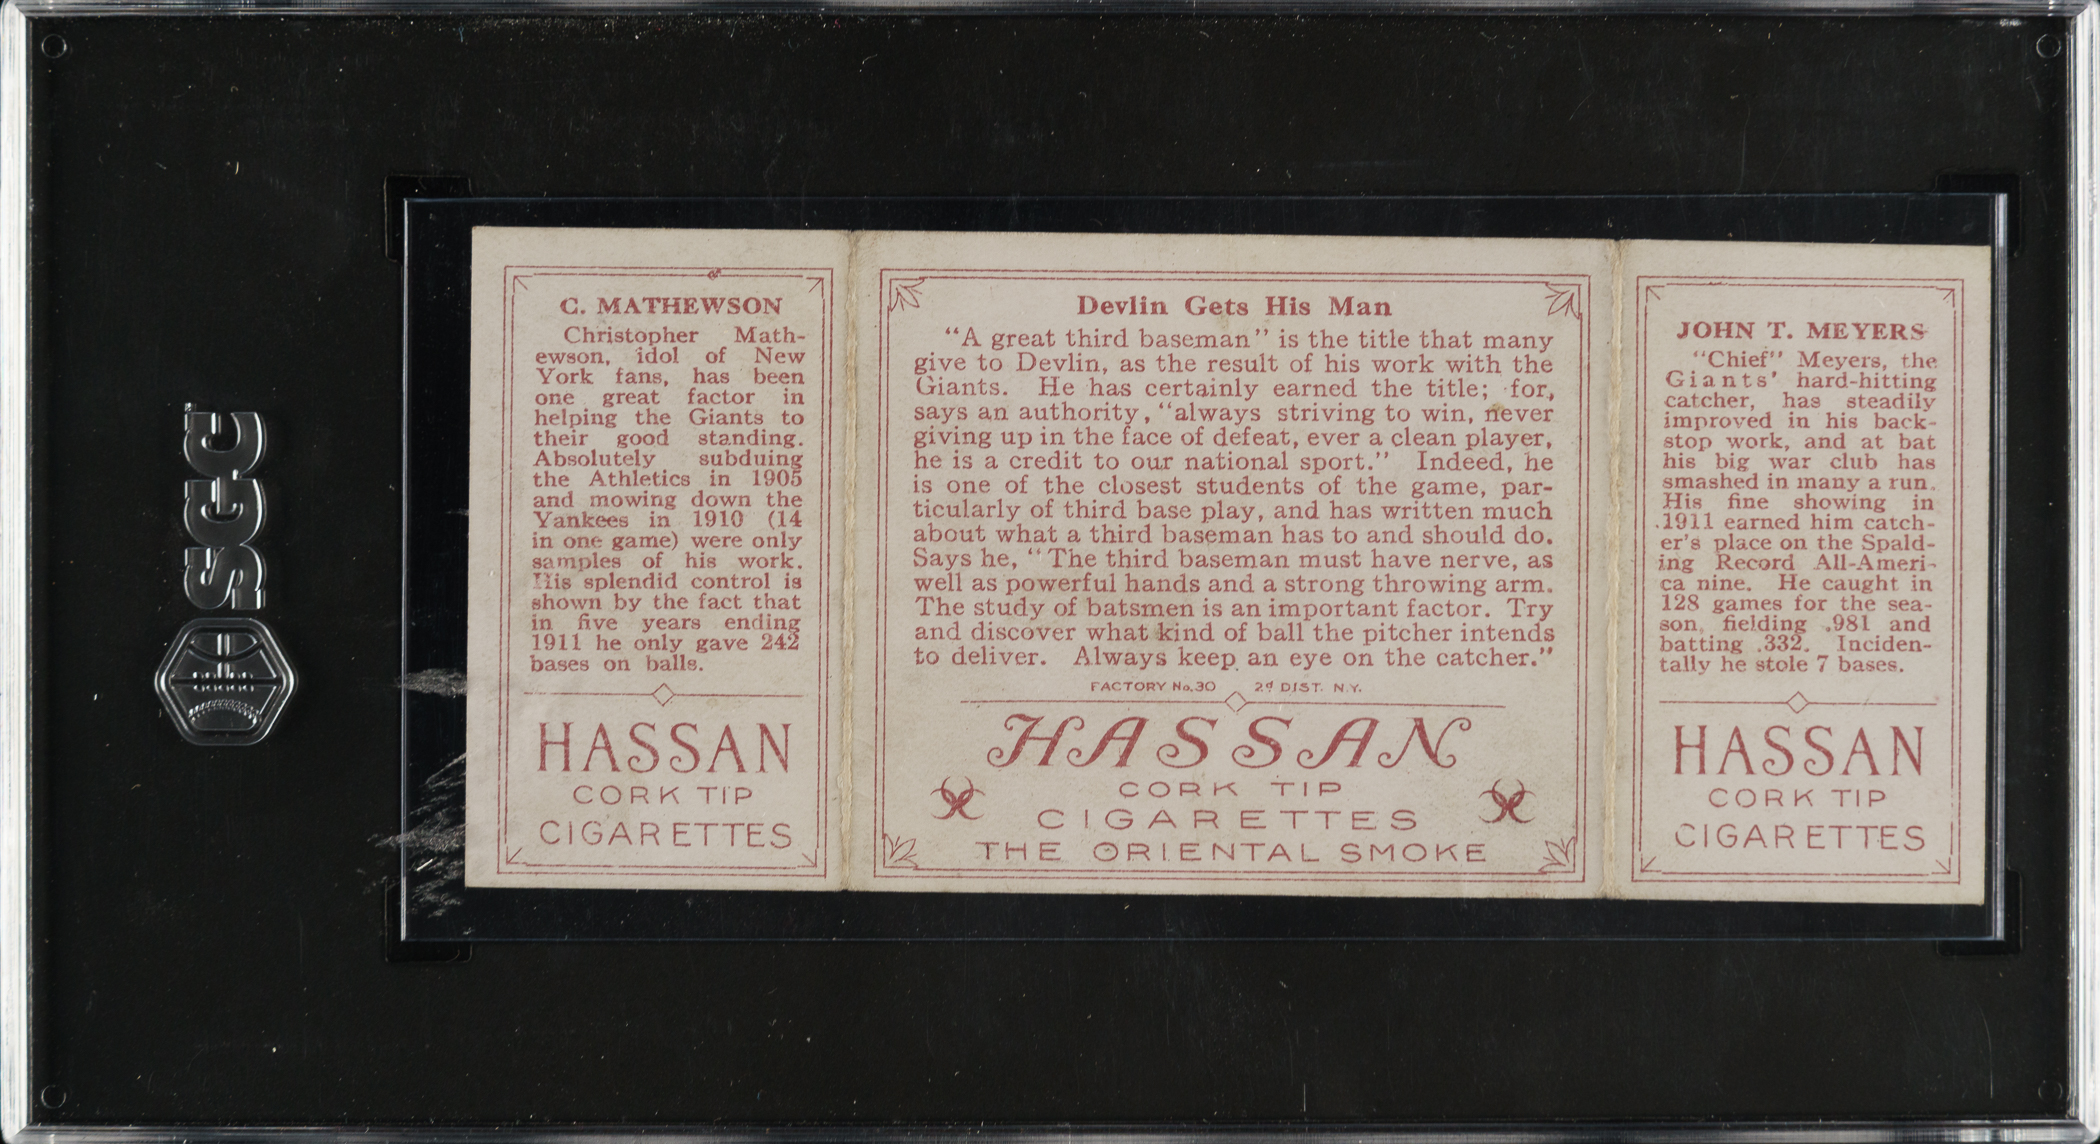 SGC
C. MATHEWSON
Christopher Math-
ewson, idol of New
York fans, has been
one great factor in
helping the Giants to
their good standing.
Absolutely subduing
the Athletics in 1905
and mowing down the
Yankees in 1910 (14
in one game) were only
samples of his work.
His splendid control is
shown by the fact that
in five years ending
1911 he only gave 242
bases on balls.
HASSAN
CORK TIP
CIGARETTES
Devlin Gets His Man
"A great third baseman" is the title that many
give to Devlin, as the result of his work with the
Giants. He has certainly earned the title; for,
says an authority, "always striving to win, never
giving up in the face of defeat, ever a clean player,
he is a credit to our national sport." Indeed, he
is one of the closest students of the game, par-
ticularly of third base play, and has written much
about what a third baseman has to and should do.
Says he, "The third baseman must have nerve, as
well as powerful hands and a strong throwing arm.
The study of batsmen is an important factor. Try
and discover what kind of ball the pitcher intends
to deliver. Always keep an eye on the catcher."
FACTORY No. 30 2d DIST. N.Y.
HASSAN
CORK TIP
CIGARETTES
THE ORIENTAL SMOKE
JOHN T. MEYERS
"Chief" Meyers, the
Giants' hard-hitting
catcher, has steadily
improved in his back-
stop work, and at bat
his big war club has
smashed in many a run.
His fine showing in
1911 earned him catch-
er's place on the Spald-
ing Record All-Ameri-
ca nine. He caught in
128 games for the sea-
son, fielding .981 and
batting .332. Inciden-
tally he stole 7 bases.
HASSAN
CORK TIP
CIGARETTES